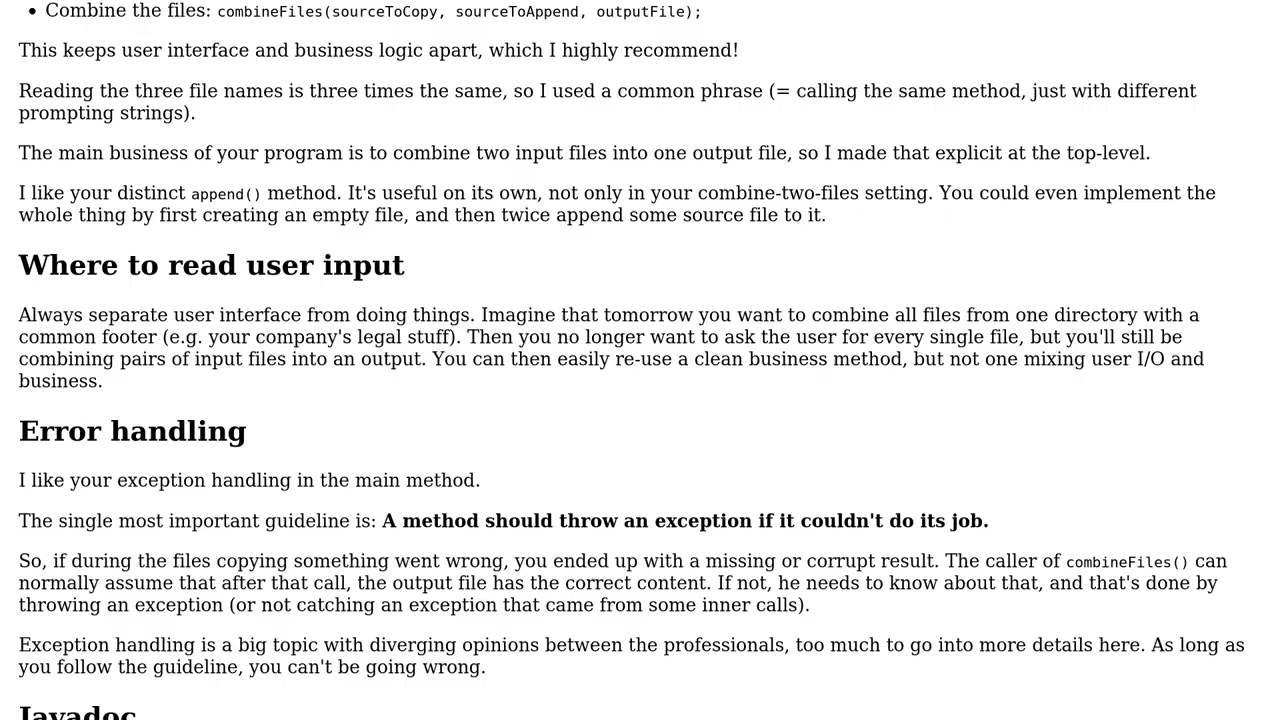 • Combine the files: combineFiles(sourceToCopy, sourceToAppend, outputFile);
This keeps user interface and business logic apart, which I highly recommend!
Reading the three file names is three times the same, so I used a common phrase (= calling the same method, just with different
prompting strings).
The main business of your program is to combine two input files into one output file, so I made that explicit at the top-level.
I like your distinct append() method. It's useful on its own, not only in your combine-two-files setting. You could even implement the
whole thing by first creating an empty file, and then twice append some source file to it.
Where to read user input
Always separate user interface from doing things. Imagine that tomorrow you want to combine all files from one directory with a
common footer (e.g. your company's legal stuff). Then you no longer want to ask the user for every single file, but you'll still be
combining pairs of input files into an output. You can then easily re-use a clean business method, but not one mixing user I/O and
business.
Error handling
I like your exception handling in the main method.
The single most important guideline is: A method should throw an exception if it couldn't do its job.
So, if during the files copying something went wrong, you ended up with a missing or corrupt result. The caller of combineFiles() can
normally assume that after that call, the output file has the correct content. If not, he needs to know about that, and that's done by
throwing an exception (or not catching an exception that came from some inner calls).
Exception handling is a big topic with diverging opinions between the professionals, too much to go into more details here. As long as
you follow the guideline, you can't be going wrong.
Javadoc